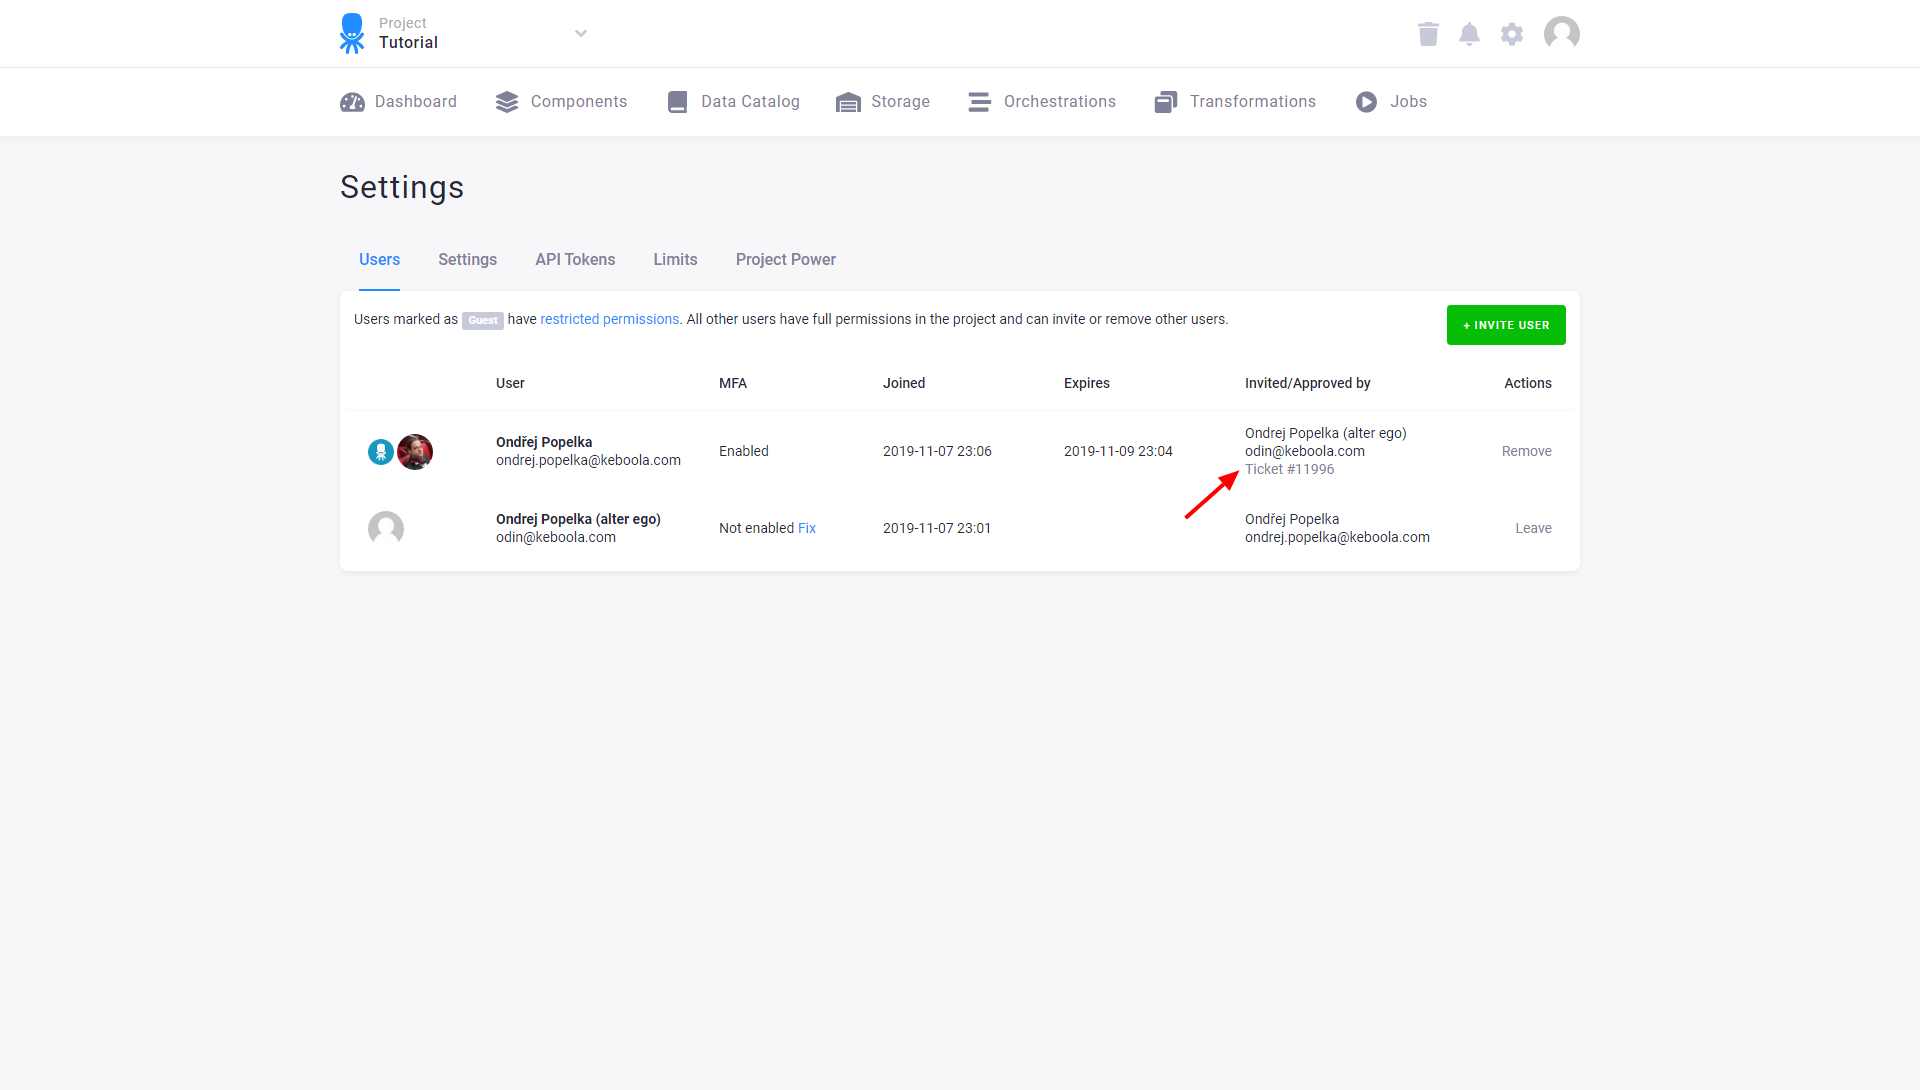 Project
Tutorial
Dashboard
Components
Data Catalog
Storage
Orchestrations
Transformations
Jobs
Settings
Users
Settings
API Tokens
Limits
Project Power
Users marked as Guest have restricted permissions. All other users have full permissions in the project and can invite or remove other users.
+ INVITE USER
User
MFA
Joined
Expires
Invited/Approved by
Actions
Ondřej Popelka
ondrej.popelka@keboola.com
Enabled
2019-11-07 23:06
2019-11-09 23:04
Ondrej Popelka (alter ego)
odin@keboola.com
Ticket #11996
Remove
Ondrej Popelka (alter ego)
odin@keboola.com
Not enabled Fix
2019-11-07 23:01
Ondřej Popelka
ondrej.popelka@keboola.com
Leave